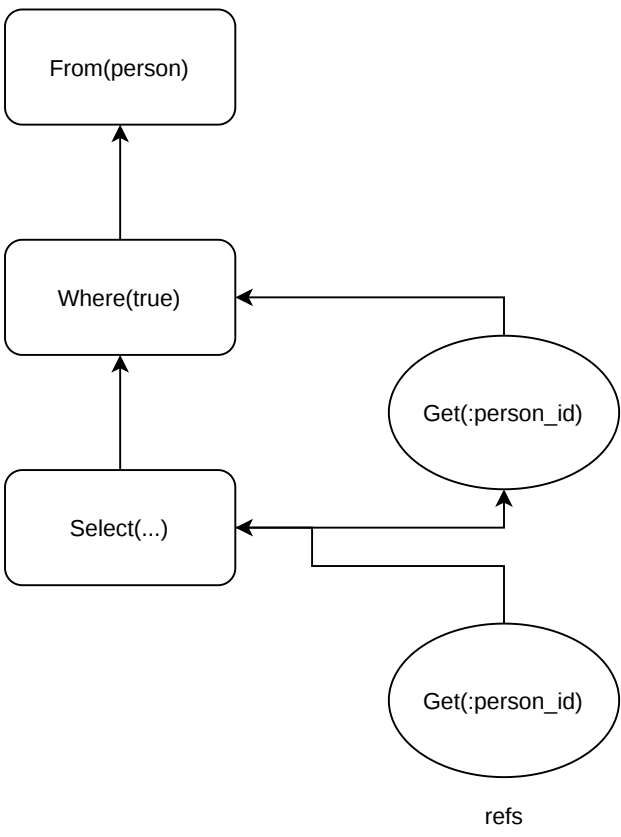 From(person)
Where(true)
Get(:person_id)
Select(...)
Get(:person_id)
refs